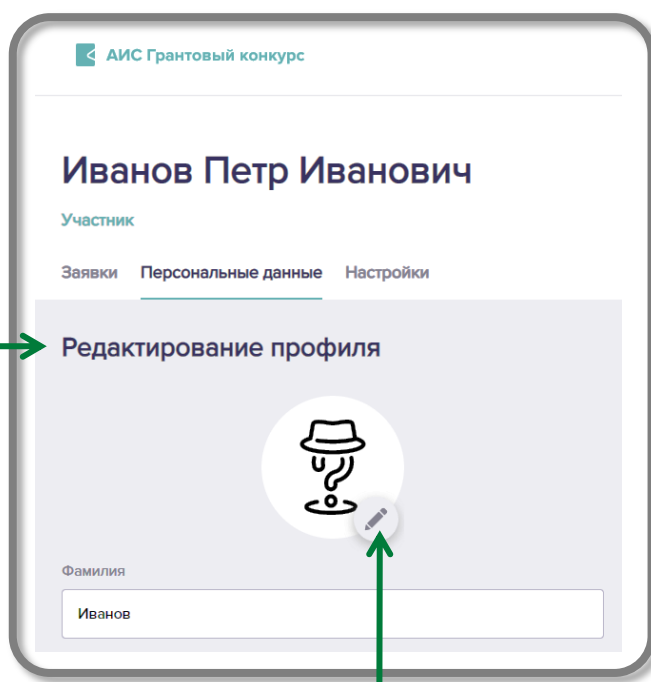 АИС Грантовый конкурс
Иванов Петр Иванович
Участник
Заявки Персональные данные Настройки
Редактирование профиля
Фамилия
Иванов